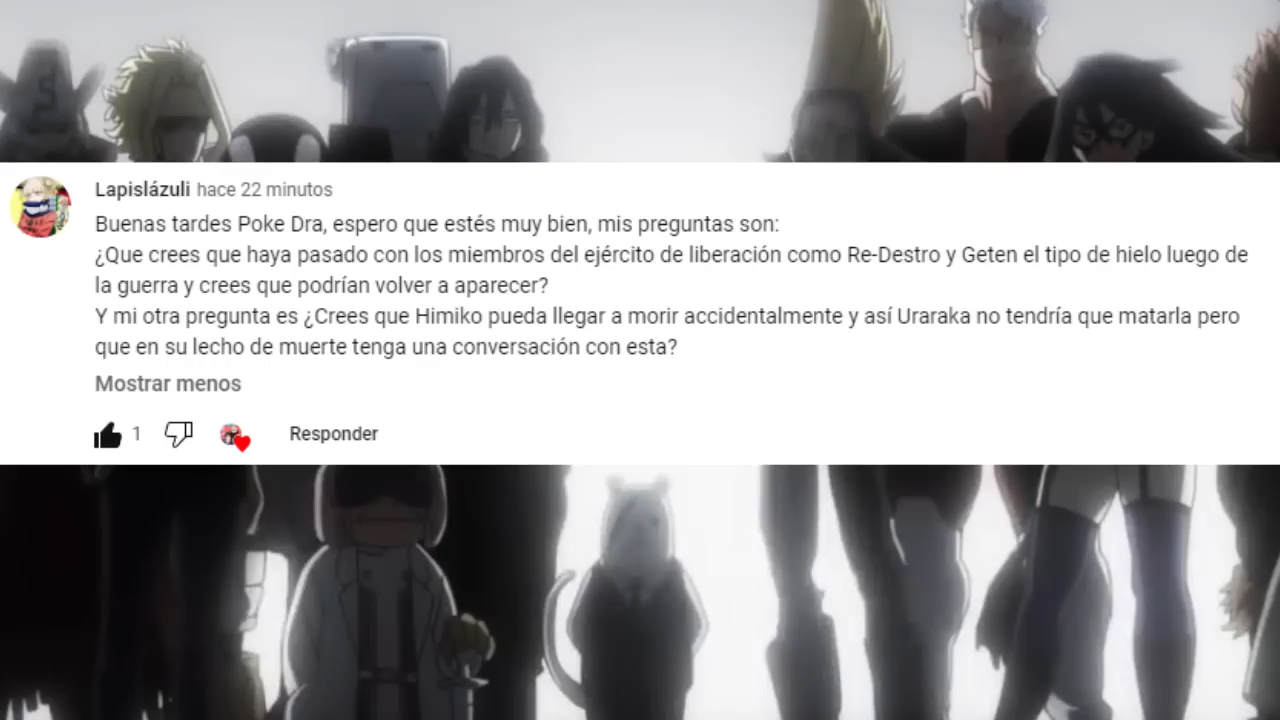 Lapislázuli hace 22 minutos
Buenas tardes Poke Dra, espero que estés muy bien, mis preguntas son:
¿Que crees que haya pasado con los miembros del ejército de liberación como Re-Destro y Geten el tipo de hielo luego de
la guerra y crees que podrían volver a aparecer?
Y mi otra pregunta es ¿Crees que Himiko pueda llegar a morir accidentalmente y así Uraraka no tendría que matarla pero
que en su lecho de muerte tenga una conversación con esta?
Mostrar menos
1 Responder